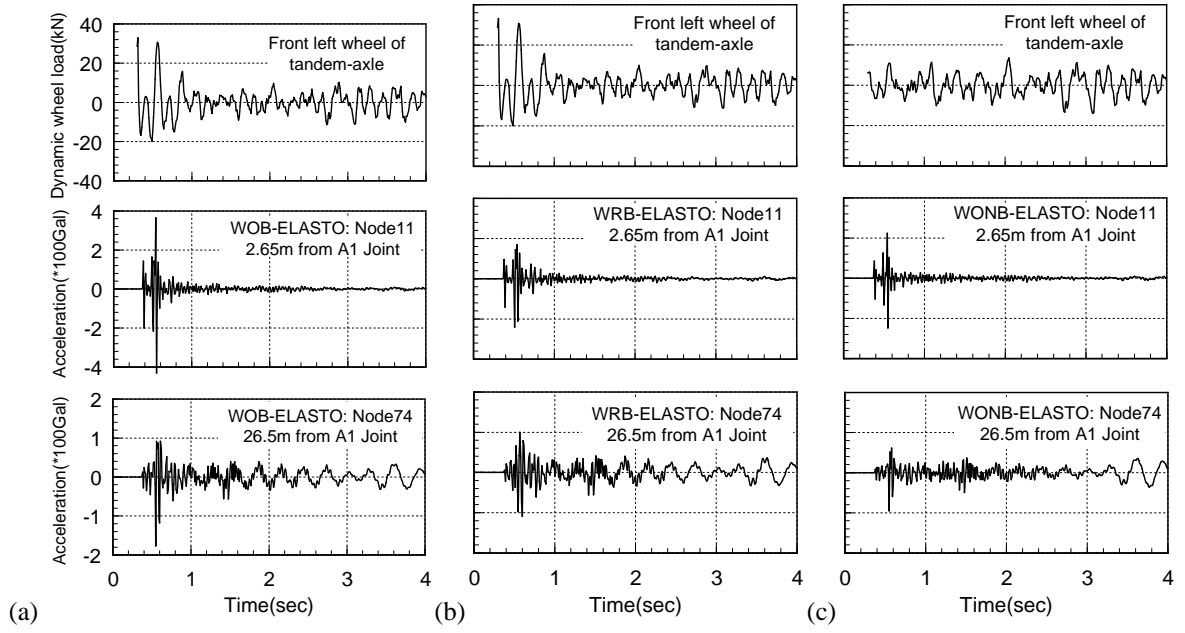 Dynamic wheel load(kN)
40
20
0
-20
-40
Front left wheel of
tandem-axle
Front left wheel of
tandem-axle
Front left wheel of
tandem-axle
Acceleration(*100Gal)
4
2
0
-2
-4
WOB-ELASTO: Node11
2.65m from A1 Joint
WRB-ELASTO: Node11
2.65m from A1 Joint
WONB-ELASTO: Node11
2.65m from A1 Joint
Acceleration(*100Gal)
2
1
0
-1
-2
WOB-ELASTO: Node74
26.5m from A1 Joint
WRB-ELASTO: Node74
26.5m from A1 Joint
WONB-ELASTO: Node74
26.5m from A1 Joint
0 1 2 3 4
0 1 2 3 4
0 1 2 3 4
(a) Time(sec)
(b) Time(sec)
(c) Time(sec)